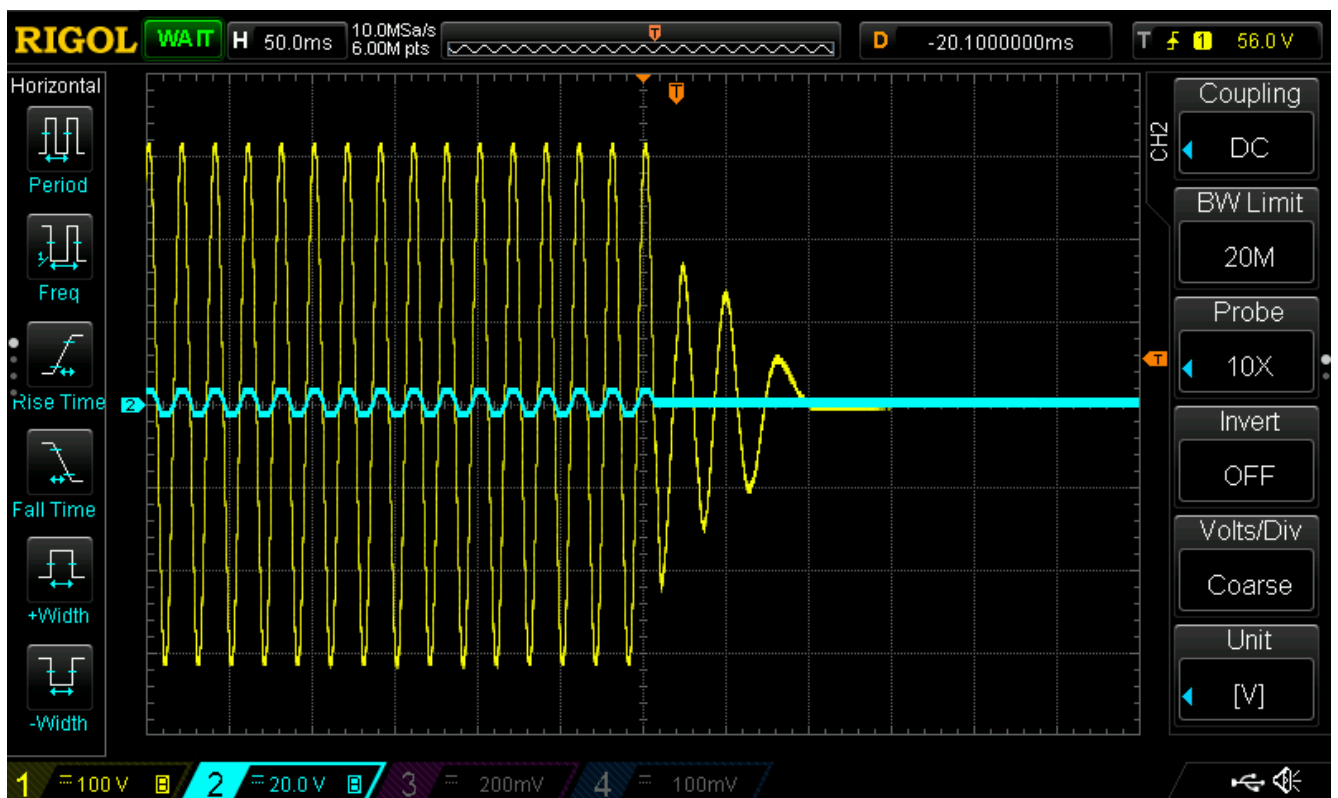 RIGOL WAIT H 50.0ms 10.0MSa/s 6.00M pts T D -20.1000000ms T 1 56.0 V
Horizontal
Period
Freq
Rise Time
Fall Time
+Width
-Width
T
2
T
CH2
Coupling
DC
BW Limit
20M
Probe
10X
Invert
OFF
Volts/Div
Coarse
Unit
[V]
1 100 V B 2 20.0 V B 3 200mV 4 100mV